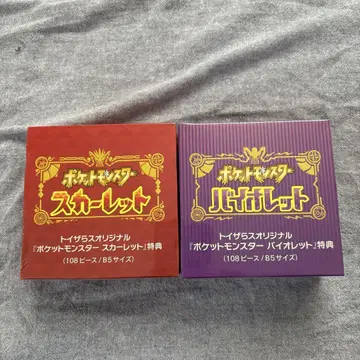 ポケットモンスター
スカーレット
トイザらスオリジナル
『ポケットモンスター スカーレット』特典
(108ピース/B5サイズ)
ポケットモンスター
バイオレット
トイザらスオリジナル
『ポケットモンスター バイオレット』特典
(108ピース/B5サイズ)